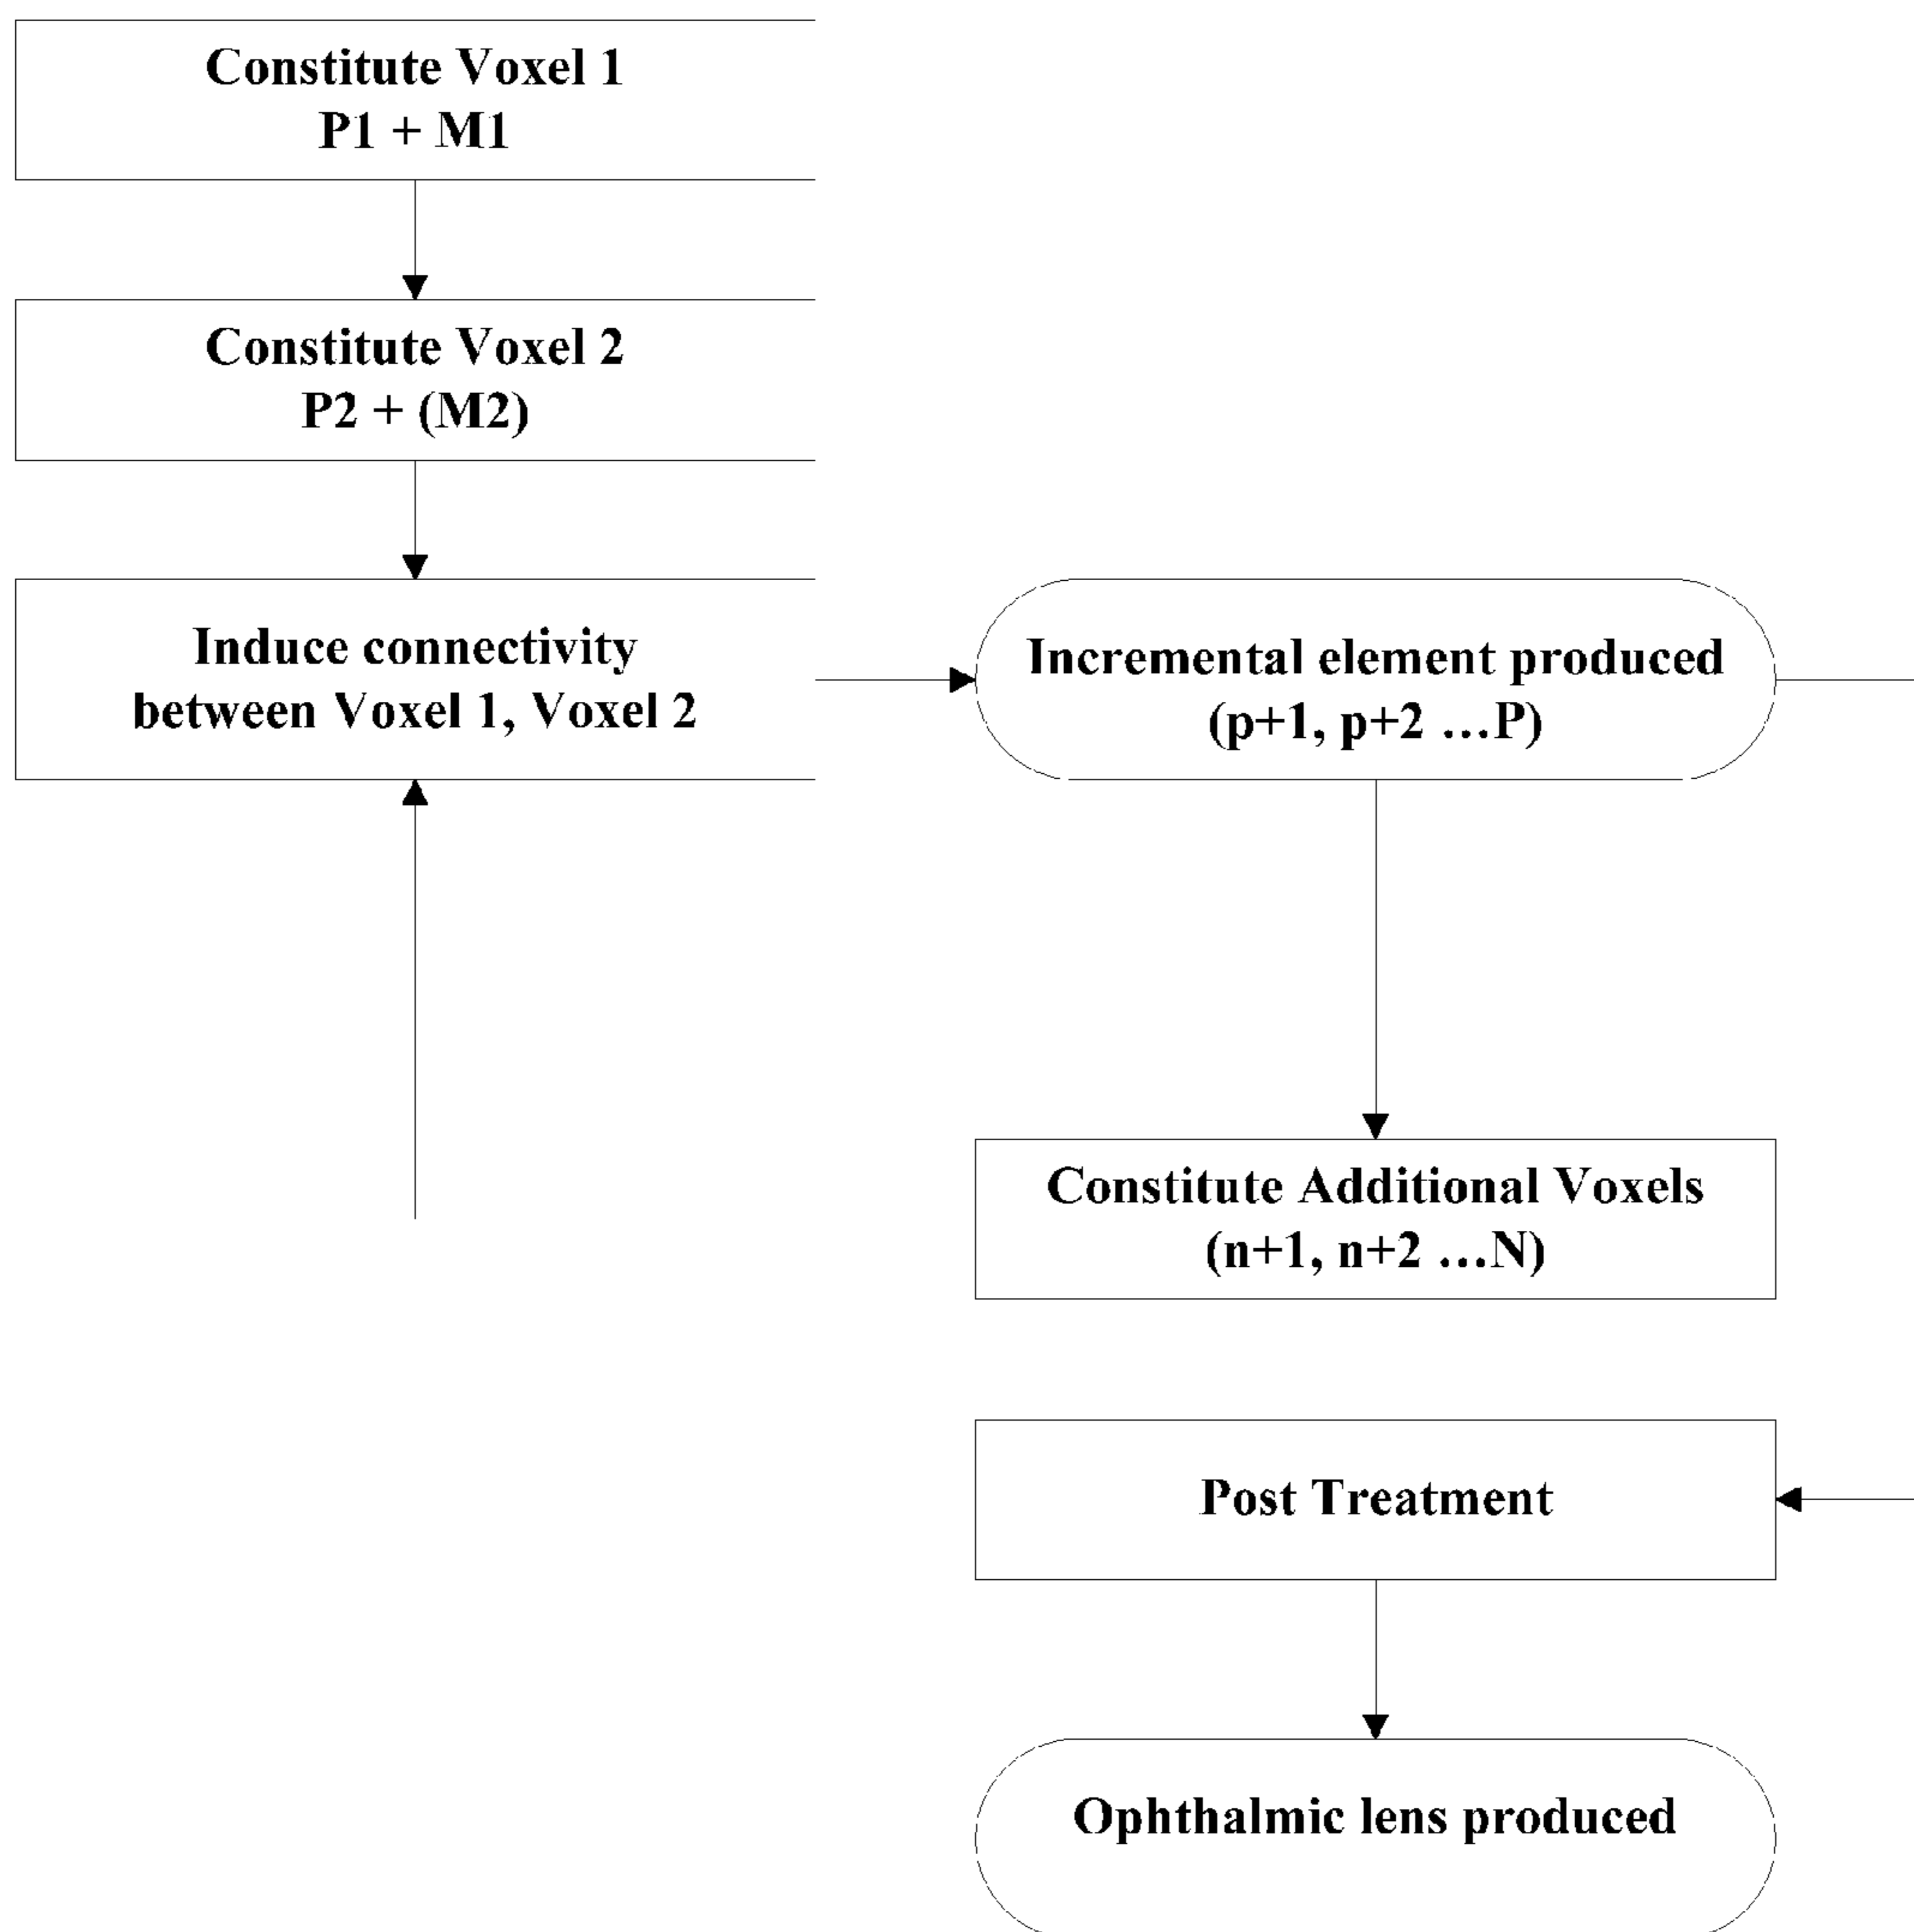 Constitute Voxel 1
P1 + M1
Constitute Voxel 2
P2 + (M2)
Induce connectivity
between Voxel 1, Voxel 2
Incremental element produced
(p+1, p+2 …P)
Constitute Additional Voxels
(n+1, n+2 …N)
Post Treatment
Ophthalmic lens produced